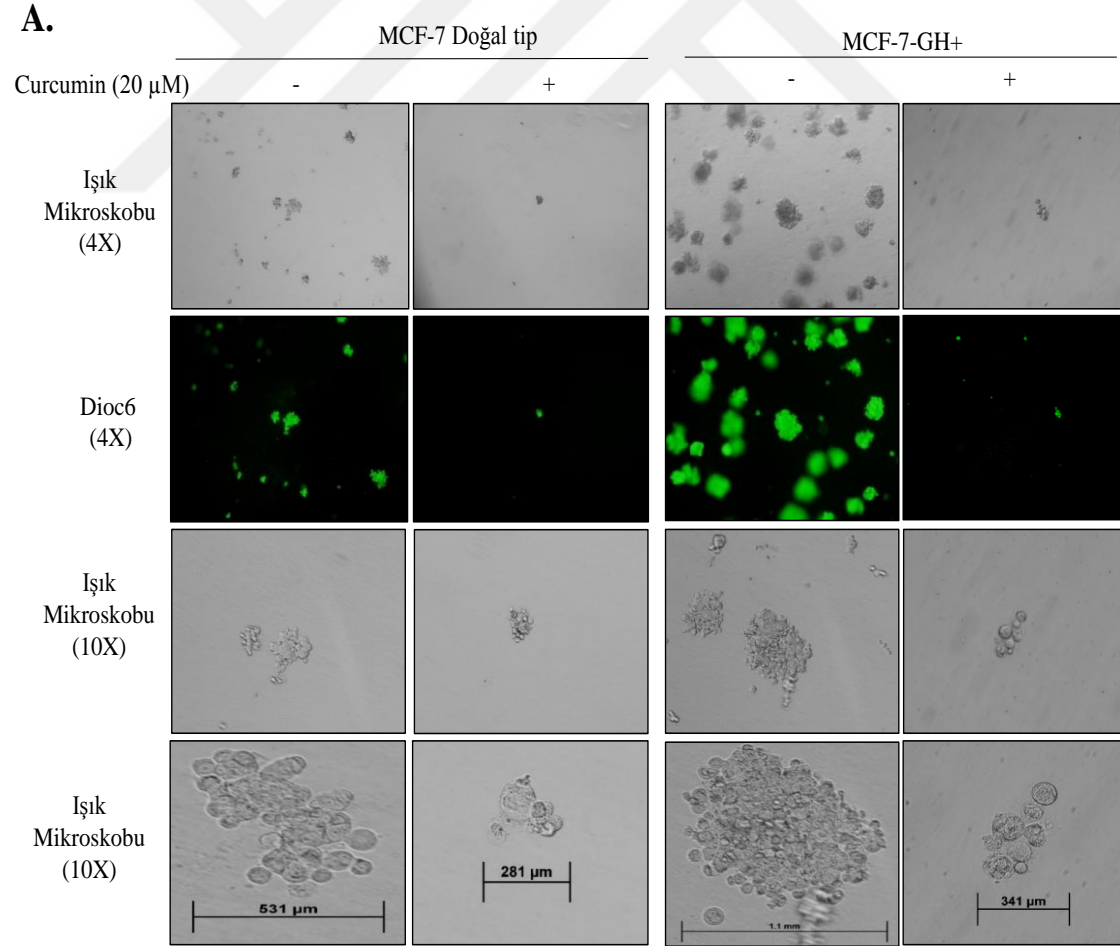 A.
MCF-7 Doğal tip
MCF-7-GH+
Curcumin (20 µM)
-
+
-
+
Işık
Mikroskobu
(4X)
Dioc6
(4X)
Işık
Mikroskobu
(10X)
Işık
Mikroskobu
(10X)
531 µm
281 µm
1.1 mm
341 µm